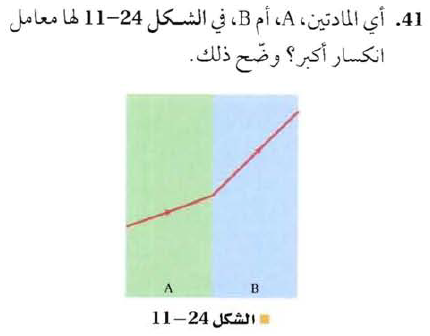 41. أي المادتين، A، أم B، في الشكل 24-11 لها معامل
انكسار أكبر؟ وضّح ذلك.
A
B
■ الشكل 24-11